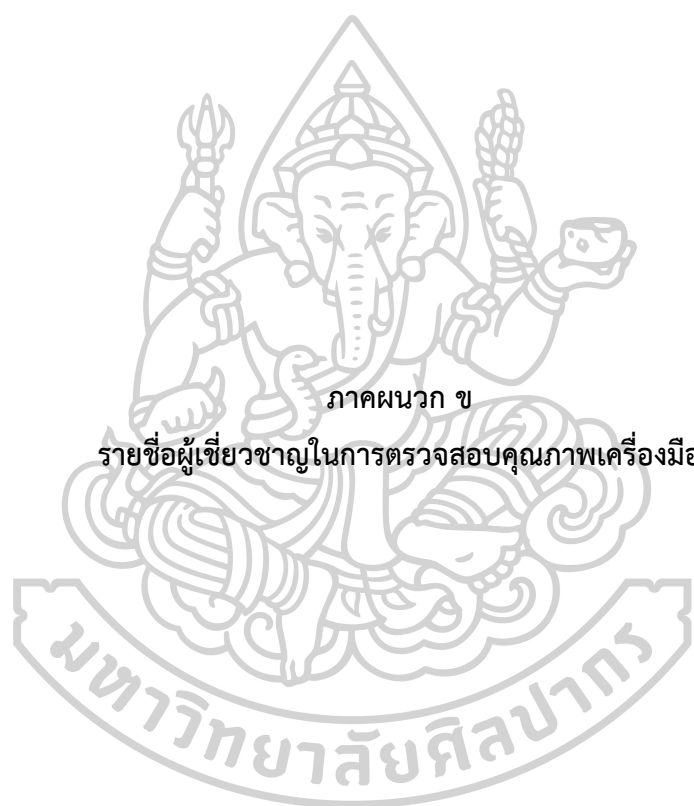 ภาคผนวก ข
รายชื่อผู้เชี่ยวชาญในการตรวจสอบคุณภาพเครื่องมือ
มหาวิทยาลัยศิลปากร